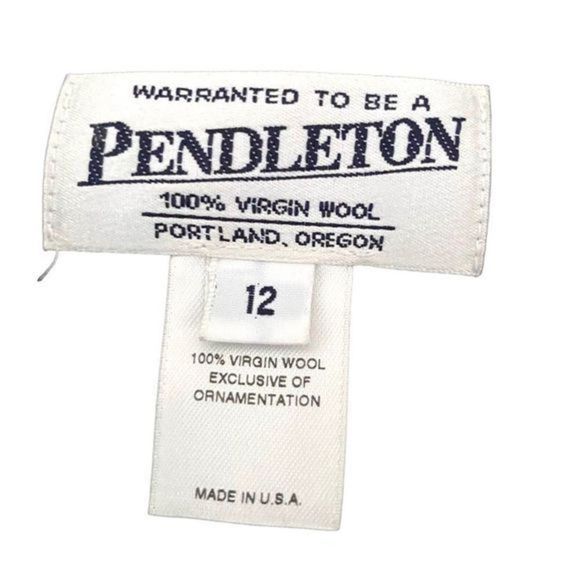 WARRANTED TO BE A
PENDLETON
100% VIRGIN WOOL
PORTLAND, OREGON
12
100% VIRGIN WOOL
EXCLUSIVE OF
ORNAMENTATION
MADE IN U.S.A.